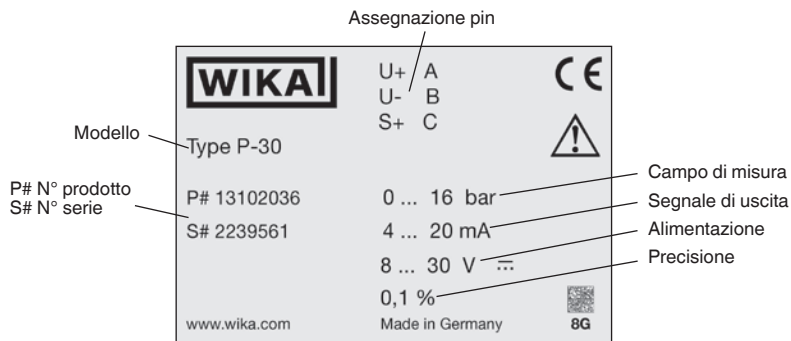 Assegnazione pin
WIKA
U+ A
U- B
S+ C
CE
Modello
Type P-30
P# N° prodotto
S# N° serie
P# 13102036
S# 2239561
0 ... 16 bar
Campo di misura
4 ... 20 mA
Segnale di uscita
8 ... 30 V
Alimentazione
0,1 %
Precisione
www.wika.com
Made in Germany
8G